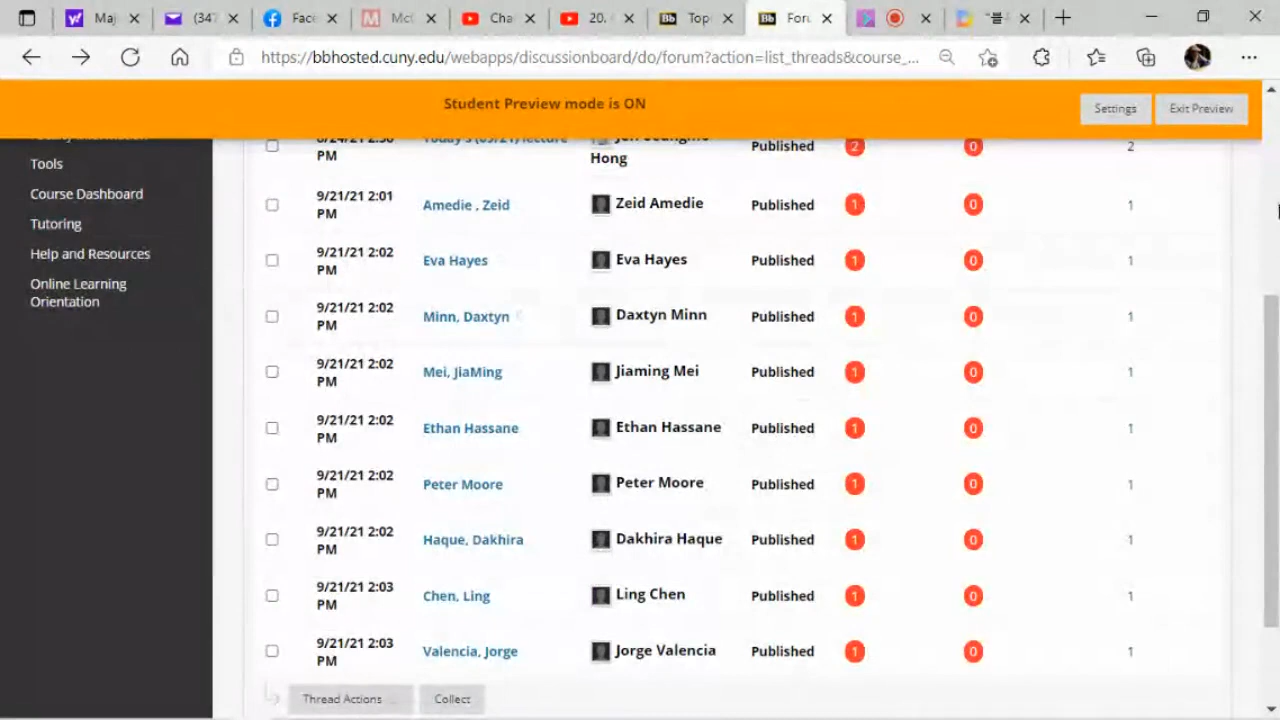 Maj
(347
Face
McG
Cha
20.
Top
Foru
"블
https://bbhosted.cuny.edu/webapps/discussionboard/do/forum?action=list_threads&course_...
Student Preview mode is ON
Settings
Exit Preview
Tools
Course Dashboard
Tutoring
Help and Resources
Online Learning
Orientation
PM
Hong
Published 2 0 2
9/21/21 2:01
PM
Amedie , Zeid
Zeid Amedie
Published 1 0 1
9/21/21 2:02
PM
Eva Hayes
Eva Hayes
Published 1 0 1
9/21/21 2:02
PM
Minn, Daxtyn
Daxtyn Minn
Published 1 0 1
9/21/21 2:02
PM
Mei, JiaMing
Jiaming Mei
Published 1 0 1
9/21/21 2:02
PM
Ethan Hassane
Ethan Hassane
Published 1 0 1
9/21/21 2:02
PM
Peter Moore
Peter Moore
Published 1 0 1
9/21/21 2:02
PM
Haque, Dakhira
Dakhira Haque
Published 1 0 1
9/21/21 2:03
PM
Chen, Ling
Ling Chen
Published 1 0 1
9/21/21 2:03
PM
Valencia, Jorge
Jorge Valencia
Published 1 0 1
Thread Actions
Collect